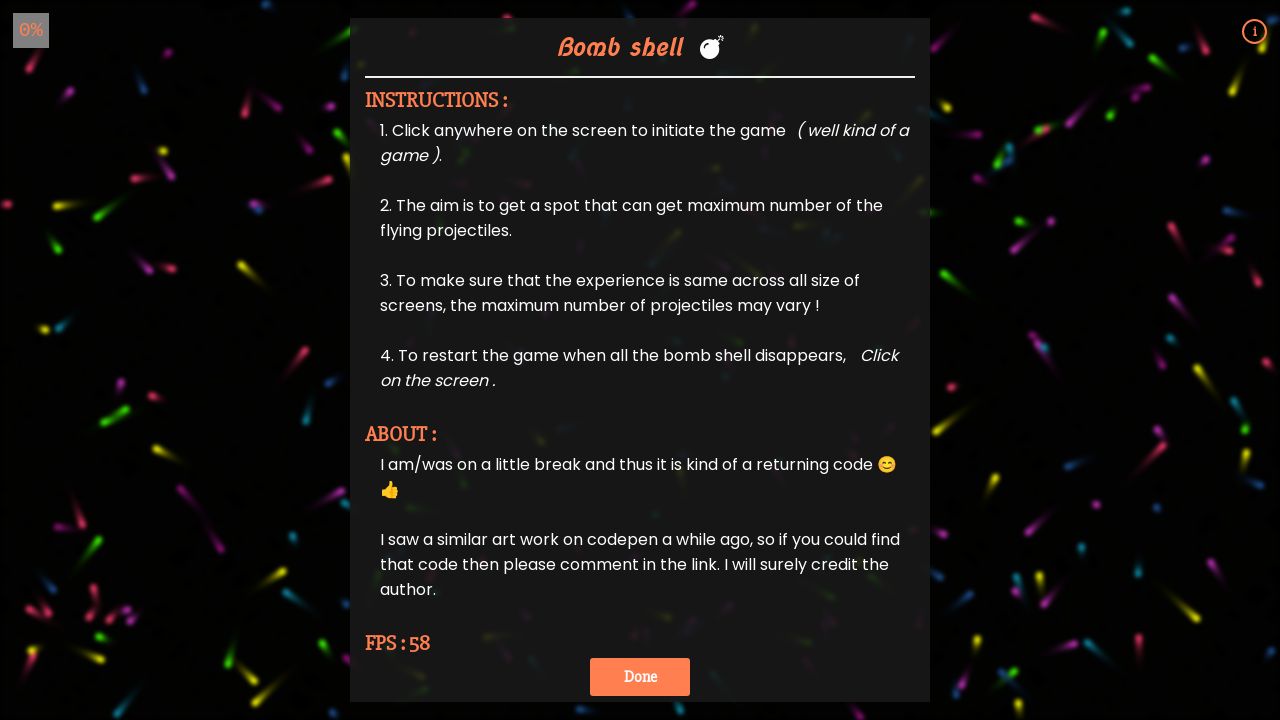 0%
Bomb shell 💣
i
INSTRUCTIONS :
1. Click anywhere on the screen to initiate the game ( well kind of a
game ).
2. The aim is to get a spot that can get maximum number of the
flying projectiles.
3. To make sure that the experience is same across all size of
screens, the maximum number of projectiles may vary !
4. To restart the game when all the bomb shell disappears, Click
on the screen .
ABOUT :
I am/was on a little break and thus it is kind of a returning code 😊
👍
I saw a similar art work on codepen a while ago, so if you could find
that code then please comment in the link. I will surely credit the
author.
FPS : 58
Done